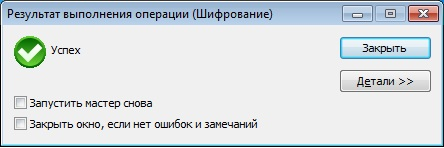 Результат выполнения операции (Шифрование)
Успех
Закрыть
Детали >>
Запустить мастер снова
Закрыть окно, если нет ошибок и замечаний